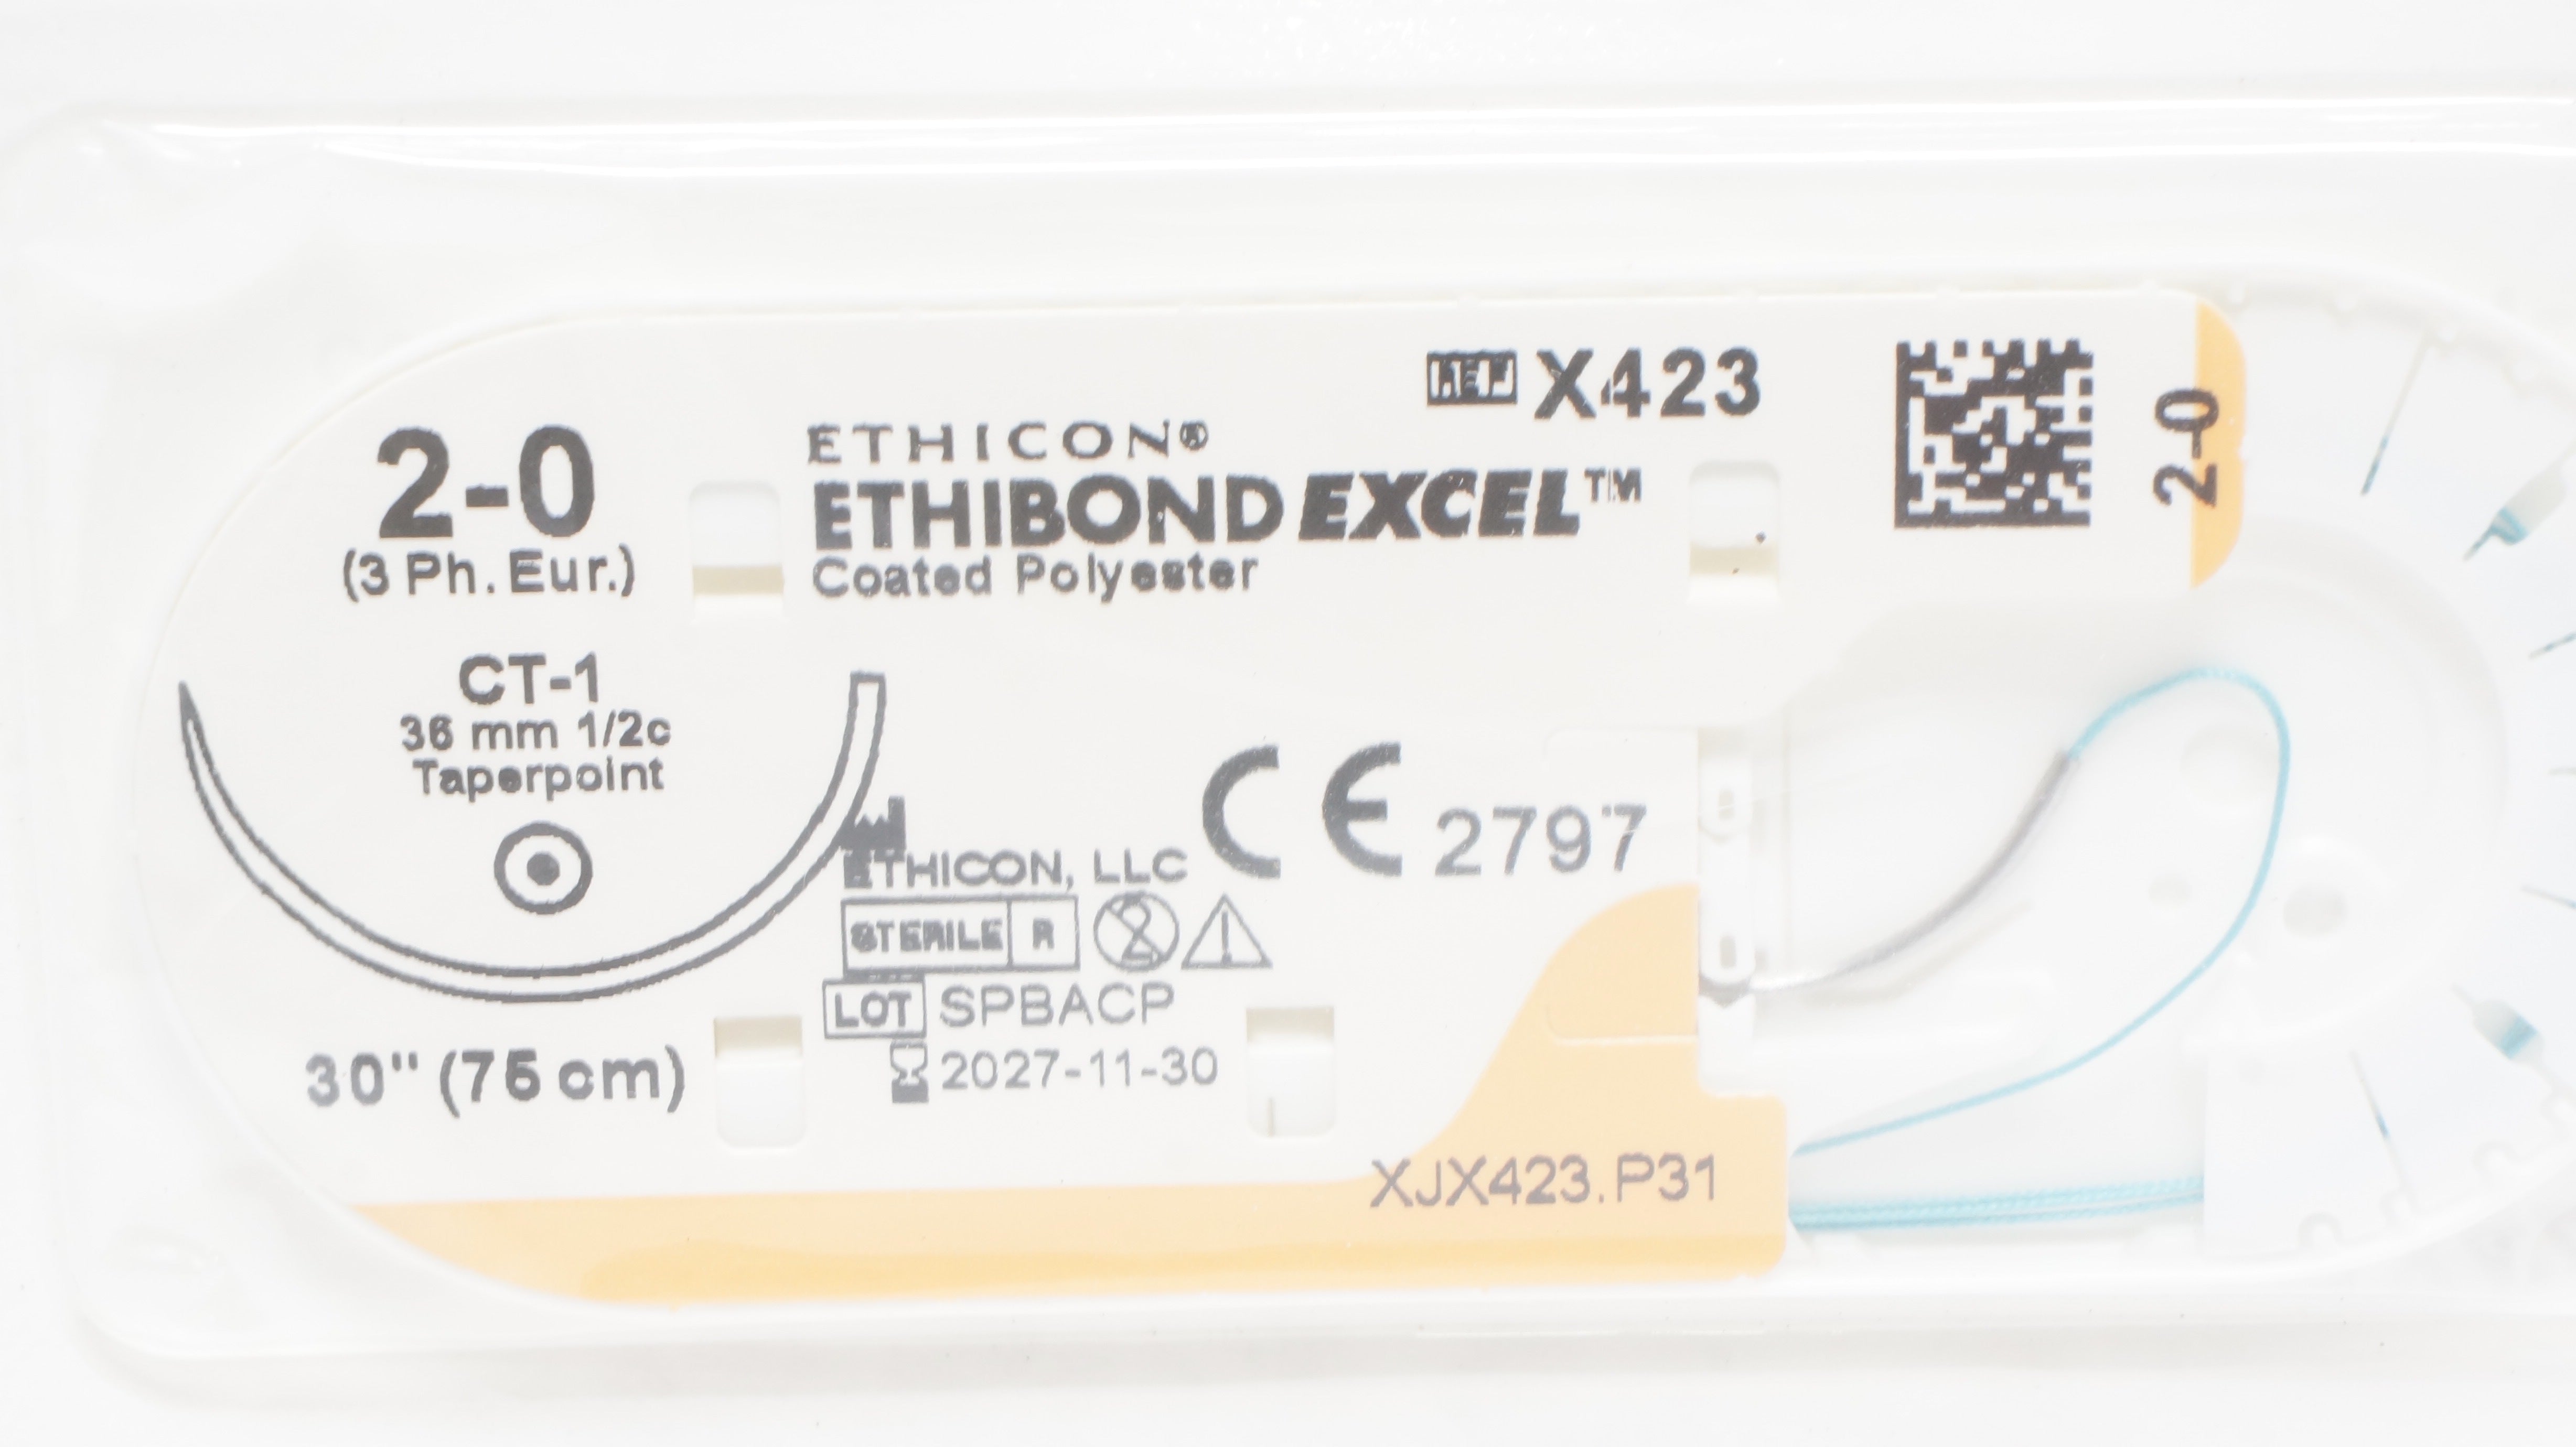 REF X423
2-0
(3 Ph. Eur.)
ETHICON®
ETHIBOND EXCEL™
Coated Polyester
2-0
CT-1
36 mm 1/2c
Taperpoint
CE 2797
ETHICON, LLC
STERILE R
2
LOT SPBACP
2027-11-30
30" (75 cm)
XJX423.P31